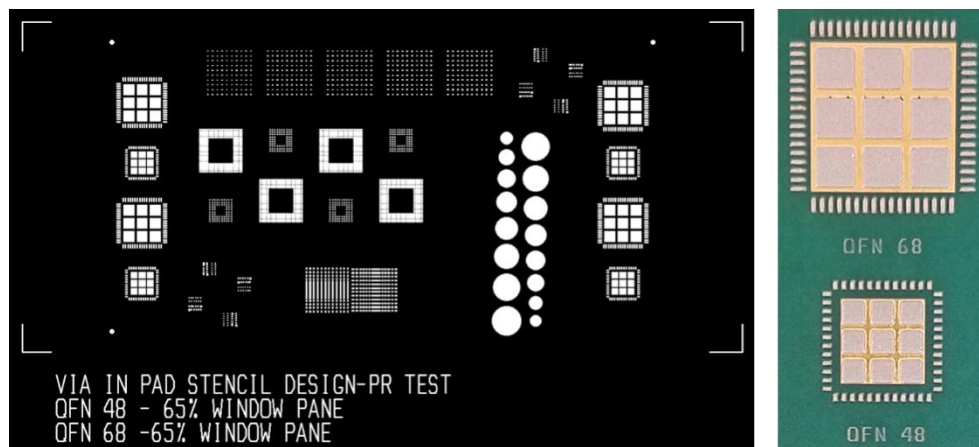 VIA IN PAD STENCIL DESIGN-PR TEST
QFN 48 - 65% WINDOW PANE
QFN 68 -65% WINDOW PANE
QFN 68
QFN 48